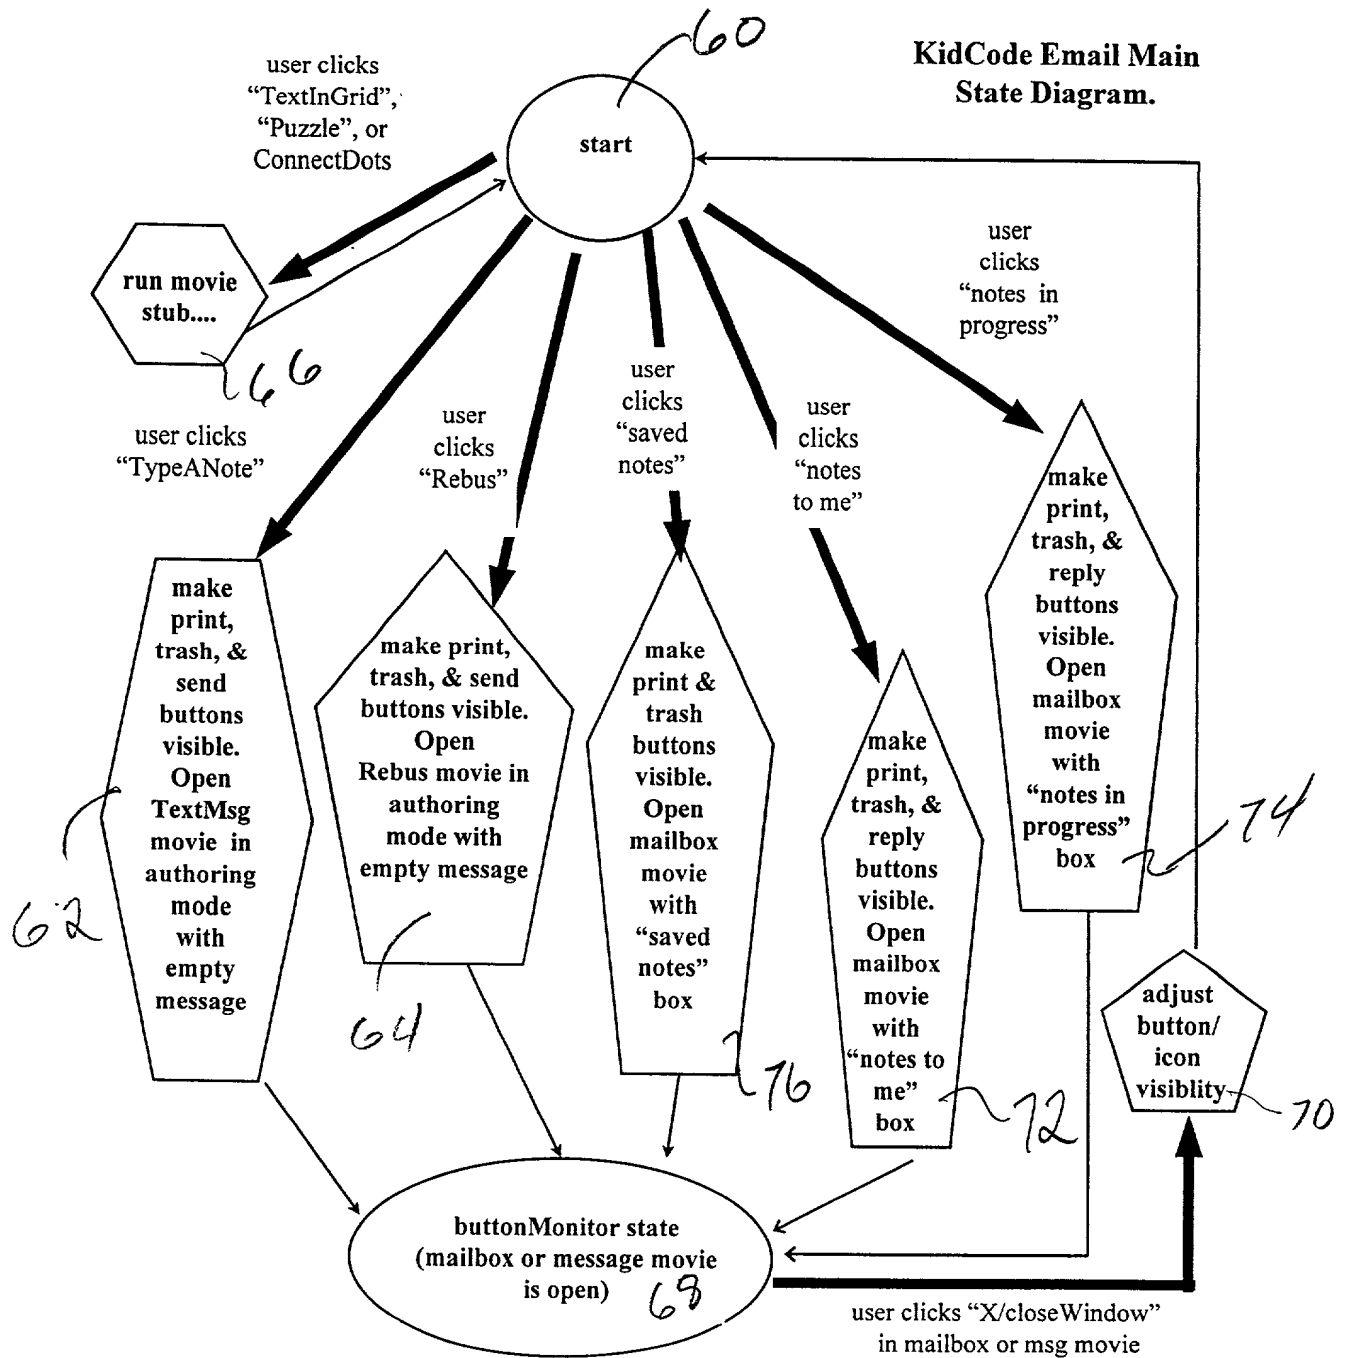 60
KidCode Email Main
State Diagram.
user clicks
“TextInGrid”,
“Puzzle”, or
ConnectDots
start
run movie
stub....
66
user
clicks
“notes in
progress”
user clicks
“TypeANote”
user
clicks
“Rebus”
user
clicks
“saved
notes”
user
clicks
“notes
to me”
make
print,
trash, &
send
buttons
visible.
Open
TextMsg
movie in
authoring
mode
with
empty
message
62
make print,
trash, & send
buttons visible.
Open
Rebus movie in
authoring
mode with
empty message
64
make
print &
trash
buttons
visible.
Open
mailbox
movie
with
“saved
notes”
box
76
make
print,
trash, &
reply
buttons
visible.
Open
mailbox
movie
with
“notes to
me”
box
72
make
print,
trash, &
reply
buttons
visible.
Open
mailbox
movie
with
“notes in
progress”
box
74
adjust
button/
icon
visiblity
70
buttonMonitor state
(mailbox or message movie
is open)
68
user clicks “X/closeWindow”
in mailbox or msg movie